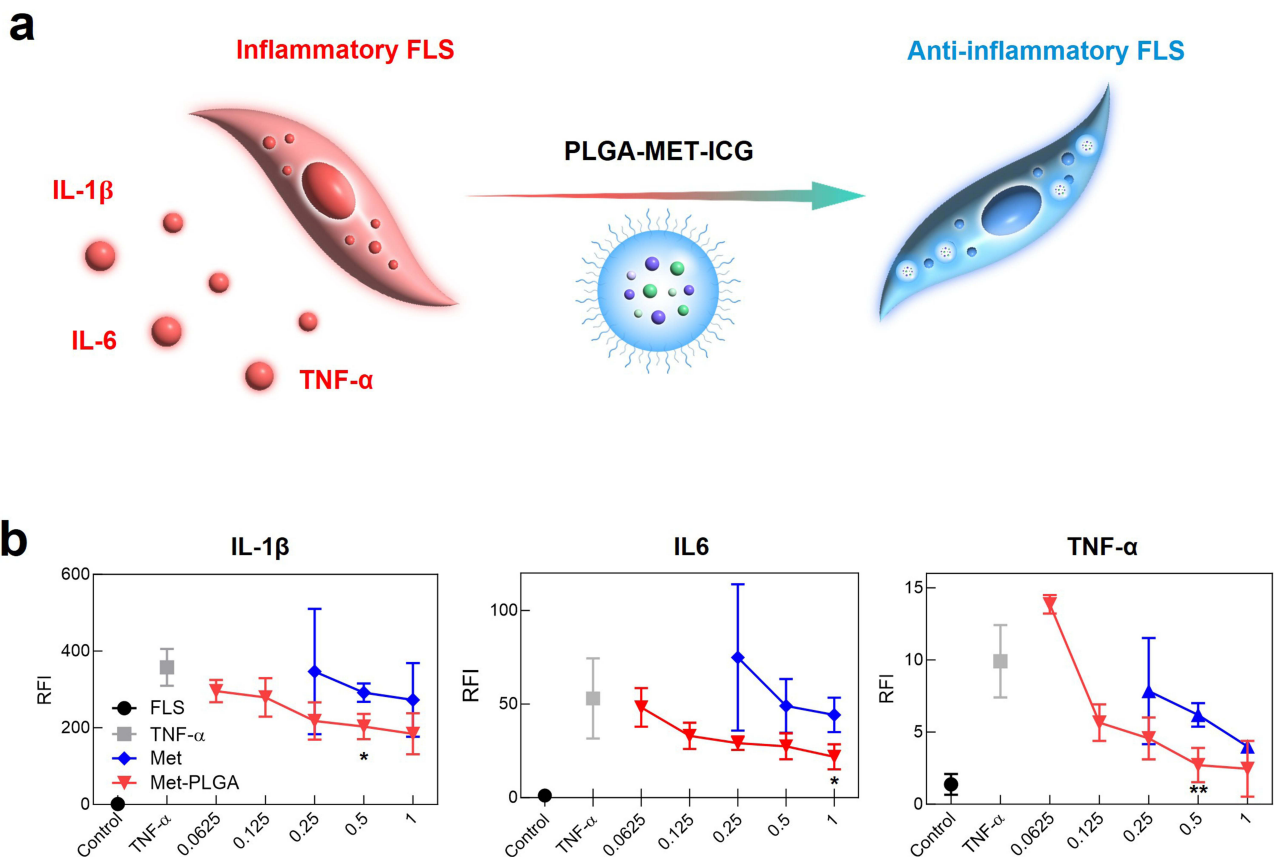 a
Inflammatory FLS
Anti-inflammatory FLS
PLGA-MET-ICG
IL-1β
IL-6
TNF-α
b
IL-1β
600
400
200
0
RFI
FLS
TNF-α
Met
Met-PLGA
*
Control
TNF-α
0.0625
0.125
0.25
0.5
1
IL6
100
50
0
RFI
*
Control
TNF-α
0.0625
0.125
0.25
0.5
1
TNF-α
15
10
5
0
RFI
**
Control
TNF-α
0.0625
0.125
0.25
0.5
1